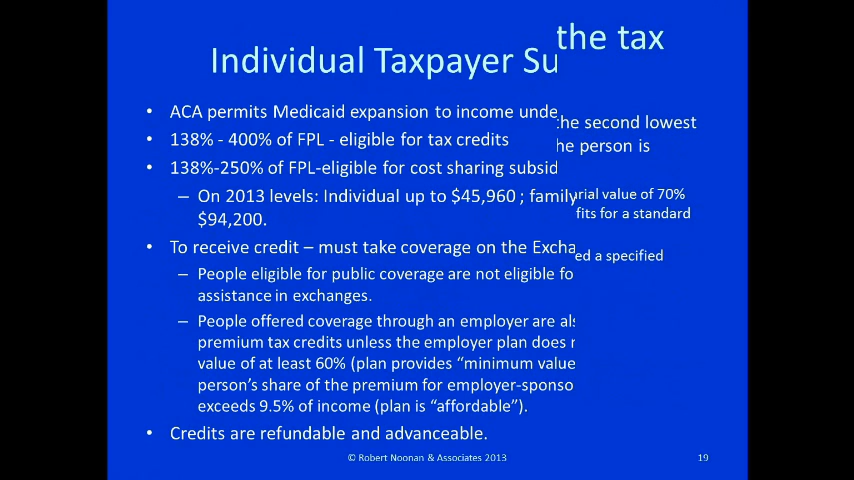 the tax
Individual Taxpayer Su
• ACA permits Medicaid expansion to income unde
the second lowest
• 138% - 400% of FPL - eligible for tax credits
he person is
• 138%-250% of FPL-eligible for cost sharing subsid
– On 2013 levels: Individual up to $45,960 ; family
rial value of 70%
$94,200.
fits for a standard
• To receive credit – must take coverage on the Excha
ed a specified
– People eligible for public coverage are not eligible fo
assistance in exchanges.
– People offered coverage through an employer are als
premium tax credits unless the employer plan does
value of at least 60% (plan provides “minimum value
person’s share of the premium for employer-sponso
exceeds 9.5% of income (plan is “affordable”).
• Credits are refundable and advanceable.
© Robert Noonan & Associates 2013
19